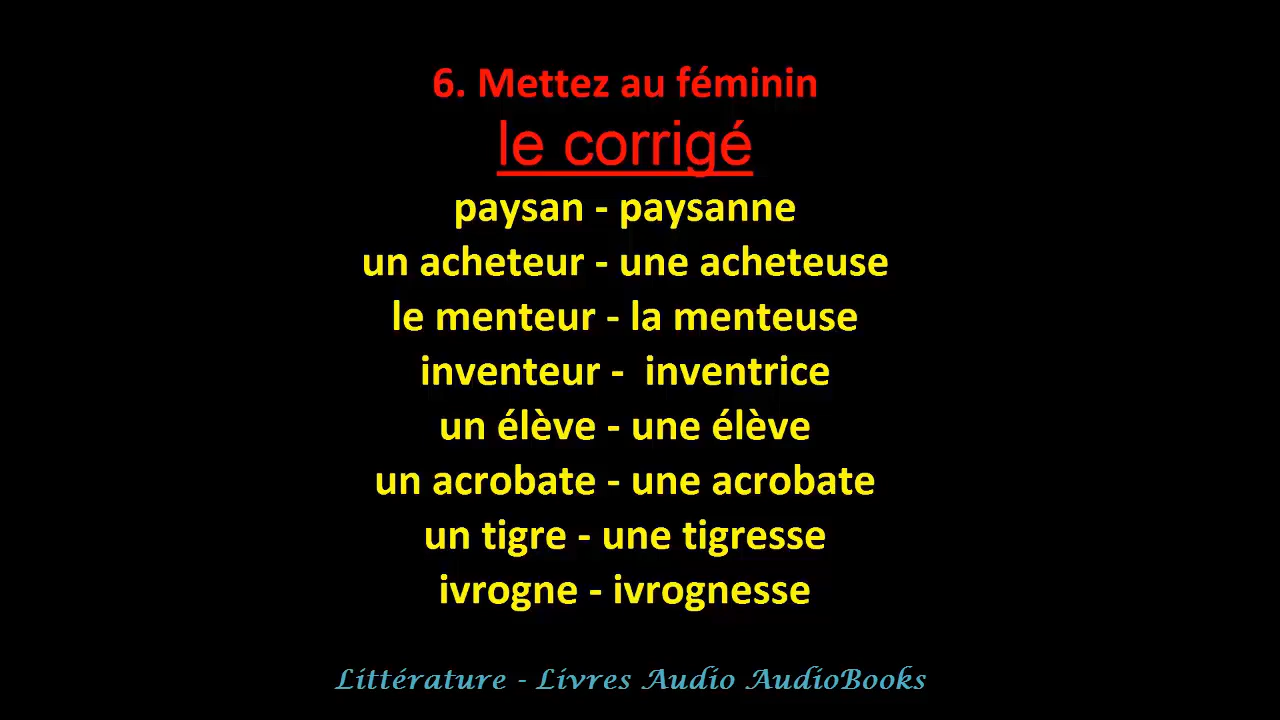 6. Mettez au féminin
le corrigé
paysan - paysanne
un acheteur - une acheteuse
le menteur - la menteuse
inventeur -  inventrice
un élève - une élève
un acrobate - une acrobate
un tigre - une tigresse
ivrogne - ivrognesse
Littérature - Livres Audio AudioBooks